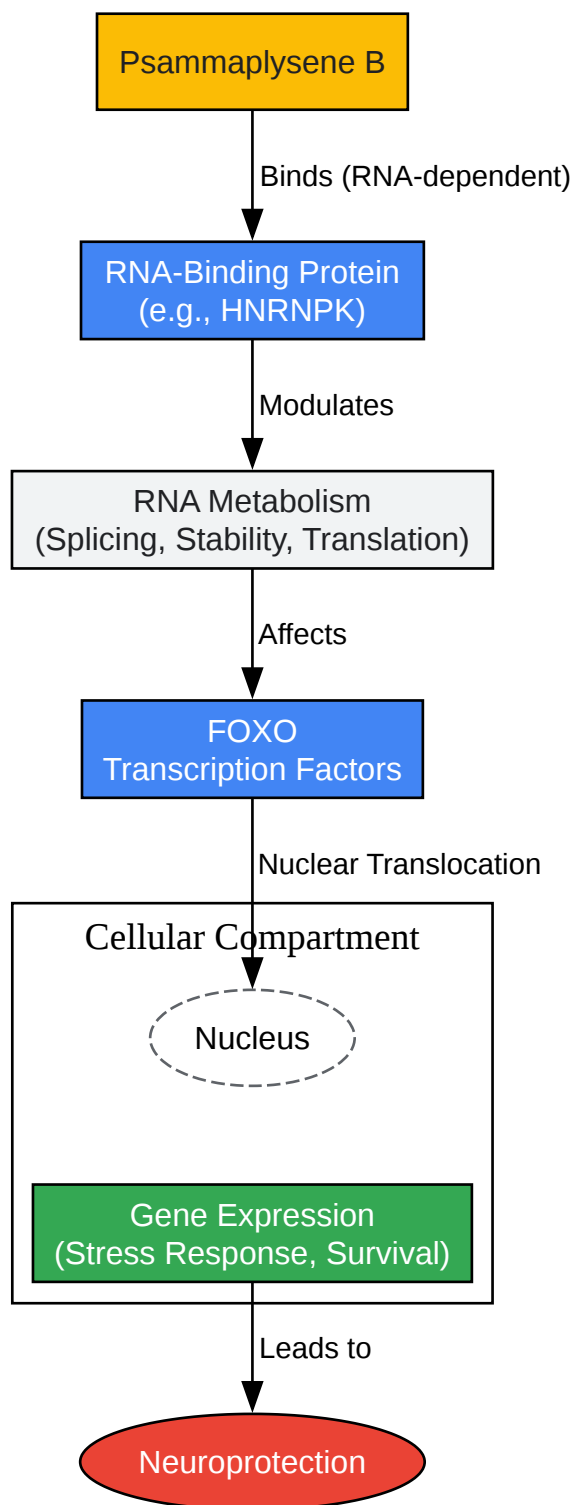 Psammaplysene B
Binds (RNA-dependent)
RNA-Binding Protein
(e.g., HNRNPK)
Modulates
RNA Metabolism
(Splicing, Stability, Translation)
Affects
FOXO
Transcription Factors
Nuclear Translocation
Cellular Compartment
Nucleus
Gene Expression
(Stress Response, Survival)
Leads to
Neuroprotection